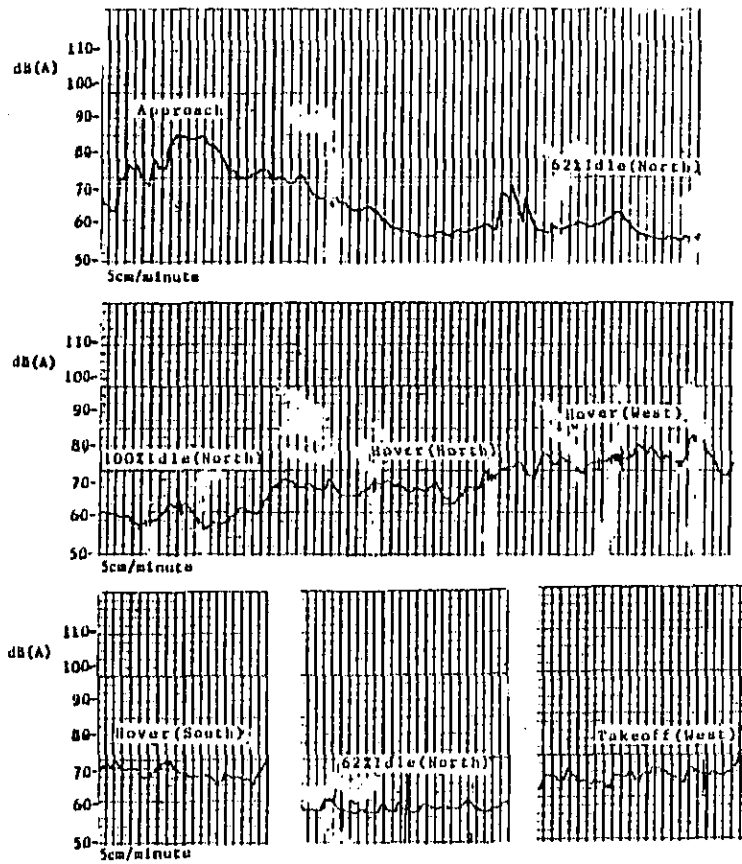 110-
dB(A)
100-
90-
Approach
80-
70-
62%Idle(North)
60-
50-
5cm/minute
110-
dB(A)
100-
90-
Hover(West)
80-
100%Idle(North)
Hover(North)
70-
60-
50-
5cm/minute
110-
dB(A)
100-
90-
80-
Hover(South)
62%Idle(North)
Takeoff(West)
70-
60-
50-
5cm/minute